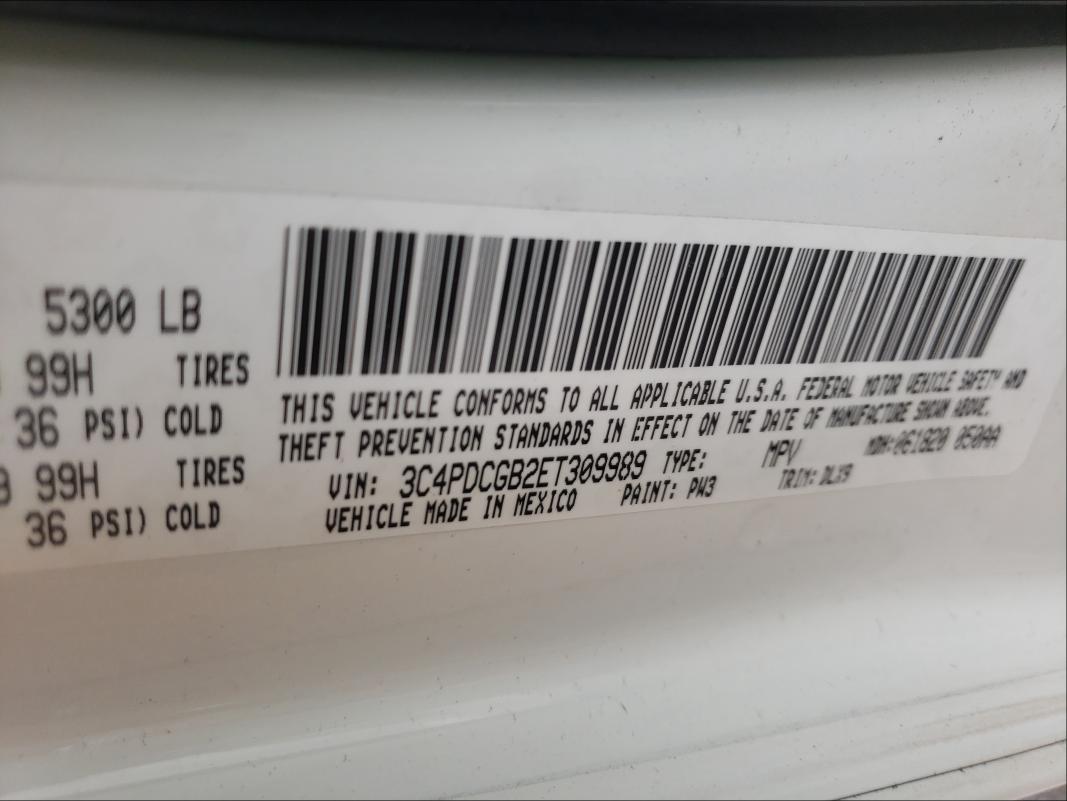 5300 LB
99H TIRES
36 PSI) COLD
99H TIRES
36 PSI) COLD
THIS VEHICLE CONFORMS TO ALL APPLICABLE U.S.A. FEDERAL MOTOR VEHICLE SAFETY AND
THEFT PREVENTION STANDARDS IN EFFECT ON THE DATE OF MANUFACTURE SHOWN ABOVE.
VIN: 3C4PDCGB2ET309989 TYPE: MPV MDH:
VEHICLE MADE IN MEXICO PAINT: PW3 TRIM: